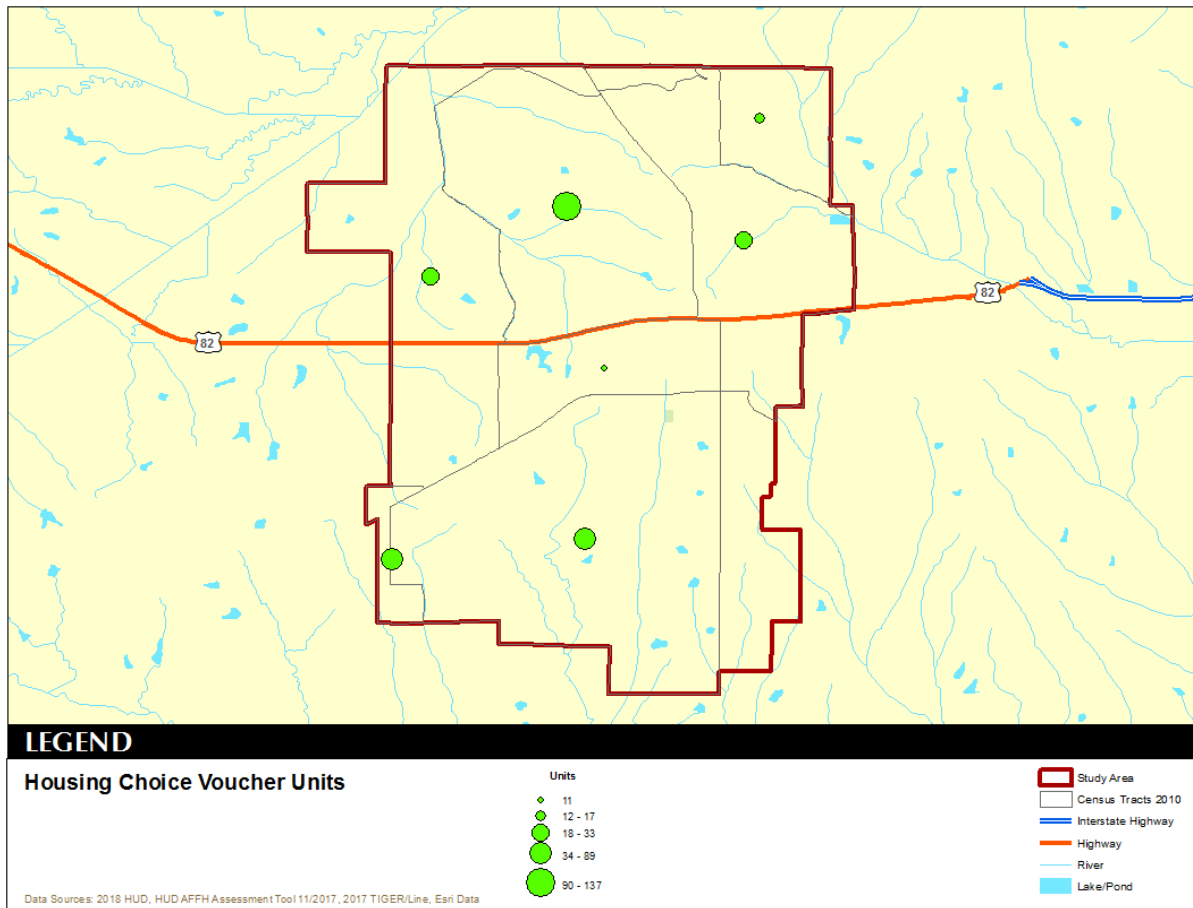 82
82
LEGEND
Housing Choice Voucher Units
Units
11
12 - 17
18 - 33
34 - 89
90 - 137
Study Area
Census Tracts 2010
Interstate Highway
Highway
River
Lake/Pond
Data Sources: 2018 HUD, HUD AFFH Assessment Tool 11/2017, 2017 TIGER/Line, Esri Data